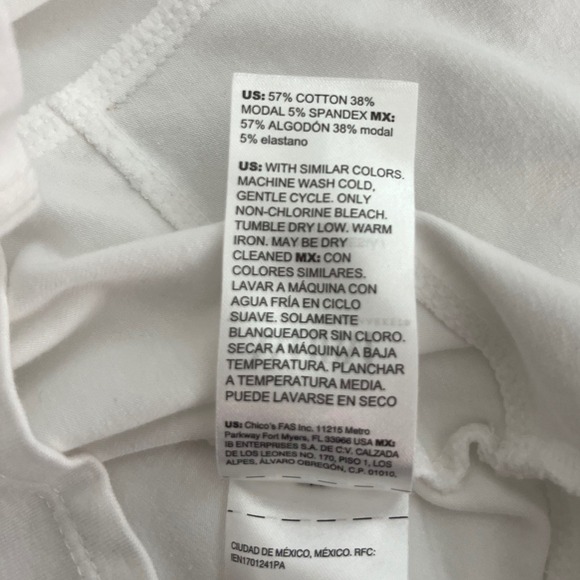 US: 57% COTTON 38%
MODAL 5% SPANDEX MX:
57% ALGODÓN 38% modal
5% elastano
US: WITH SIMILAR COLORS.
MACHINE WASH COLD,
GENTLE CYCLE. ONLY
NON-CHLORINE BLEACH.
TUMBLE DRY LOW. WARM
IRON. MAY BE DRY
CLEANED MX: CON
COLORES SIMILARES.
LAVAR A MÁQUINA CON
AGUA FRÍA EN CICLO
SUAVE. SOLAMENTE
BLANQUEADOR SIN CLORO.
SECAR A MÁQUINA A BAJA
TEMPERATURA. PLANCHAR
A TEMPERATURA MEDIA.
PUEDE LAVARSE EN SECO
US: Chico's FAS Inc. 11215 Metro
Parkway Fort Myers, FL 33966 USA MX:
IB ENTERPRISES S.A. DE C.V. CALZADA
DE LOS LEONES NO. 170, PISO 1, LOS
ALPES, ÁLVARO OBREGÓN, C.P. 01010,
CIUDAD DE MÉXICO, MÉXICO. RFC:
IEN1701241PA